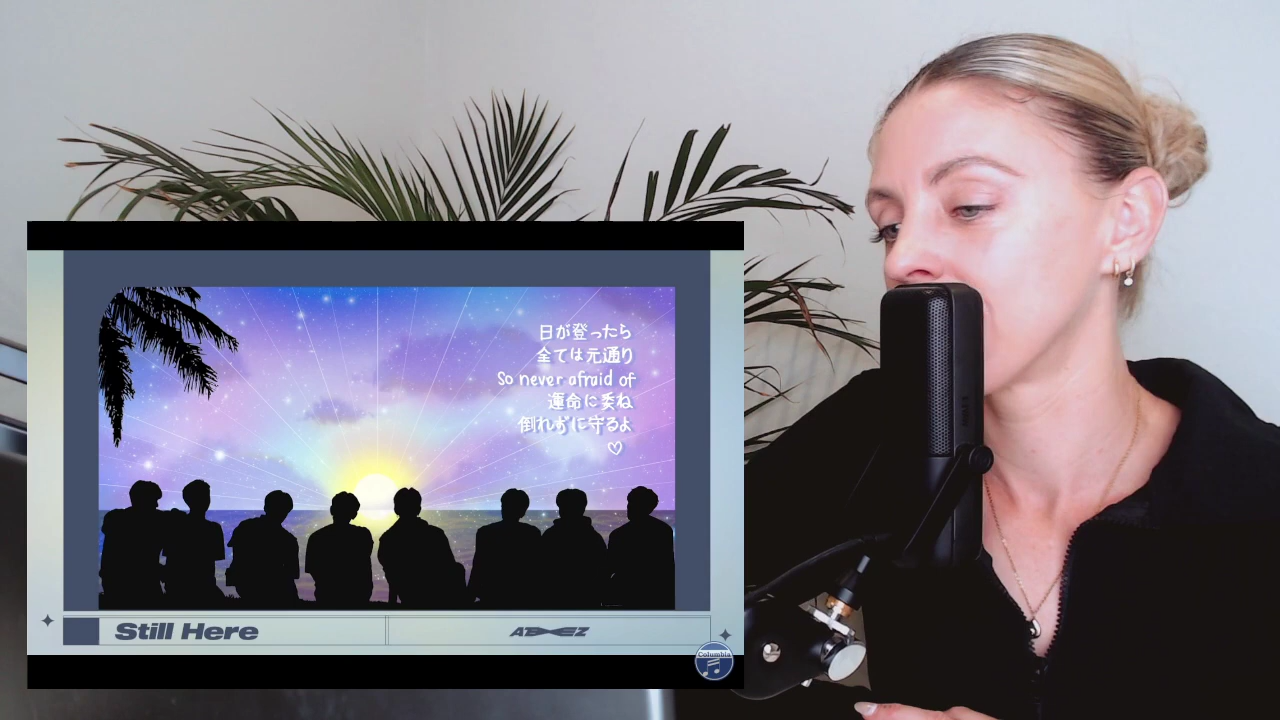 日が登ったら
全ては元通り
So never afraid of
運命に委ね
倒れずに守るよ
Still Here
ATEEZ
Columbia